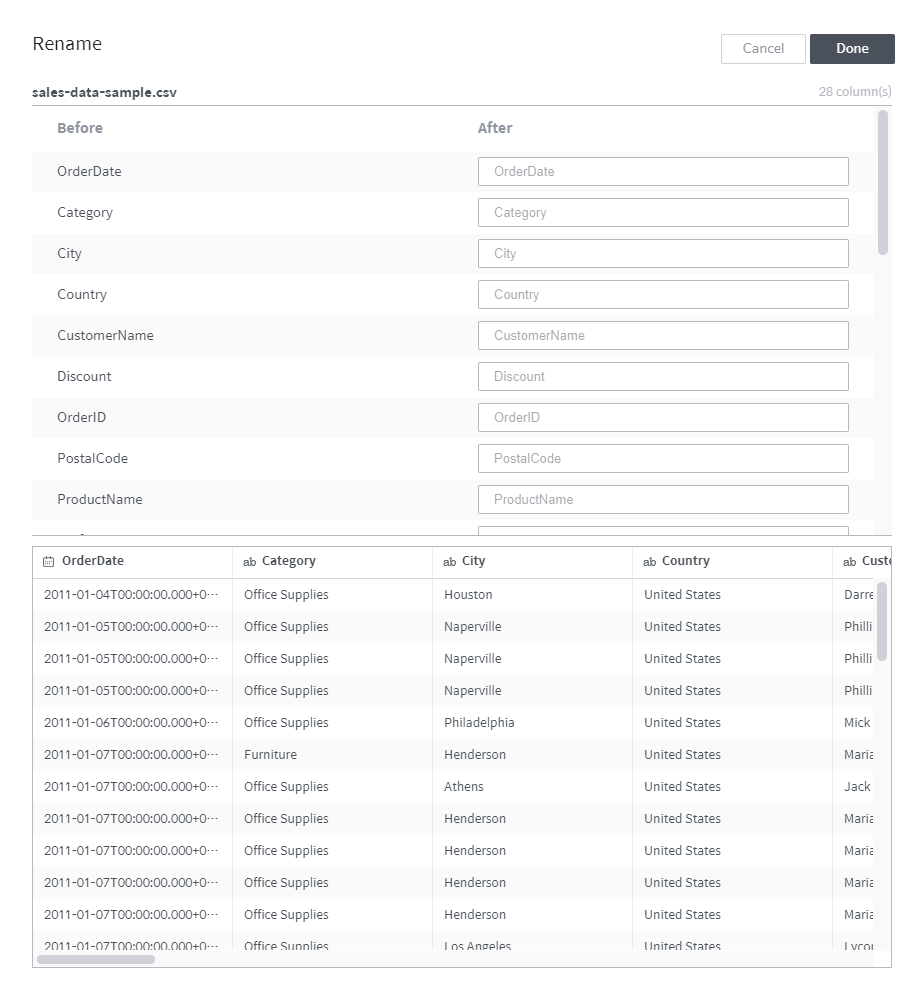 Rename
Cancel Done
sales-data-sample.csv 28 column(s)
Before After
OrderDate OrderDate
Category Category
City City
Country Country
CustomerName CustomerName
Discount Discount
OrderID OrderID
PostalCode PostalCode
ProductName ProductName
OrderDate ab Category ab City ab Country ab Custo
2011-01-04T00:00:00.000+0··· Office Supplies Houston United States Darre
2011-01-05T00:00:00.000+0··· Office Supplies Naperville United States Philli
2011-01-05T00:00:00.000+0··· Office Supplies Naperville United States Philli
2011-01-05T00:00:00.000+0··· Office Supplies Naperville United States Philli
2011-01-06T00:00:00.000+0··· Office Supplies Philadelphia United States Mick
2011-01-07T00:00:00.000+0··· Furniture Henderson United States Maria
2011-01-07T00:00:00.000+0··· Office Supplies Athens United States Jack
2011-01-07T00:00:00.000+0··· Office Supplies Henderson United States Maria
2011-01-07T00:00:00.000+0··· Office Supplies Henderson United States Maria
2011-01-07T00:00:00.000+0··· Office Supplies Henderson United States Maria
2011-01-07T00:00:00.000+0··· Office Supplies Henderson United States Maria
2011-01-07T00:00:00.000+0··· Office Supplies Los Angeles United States Lycor